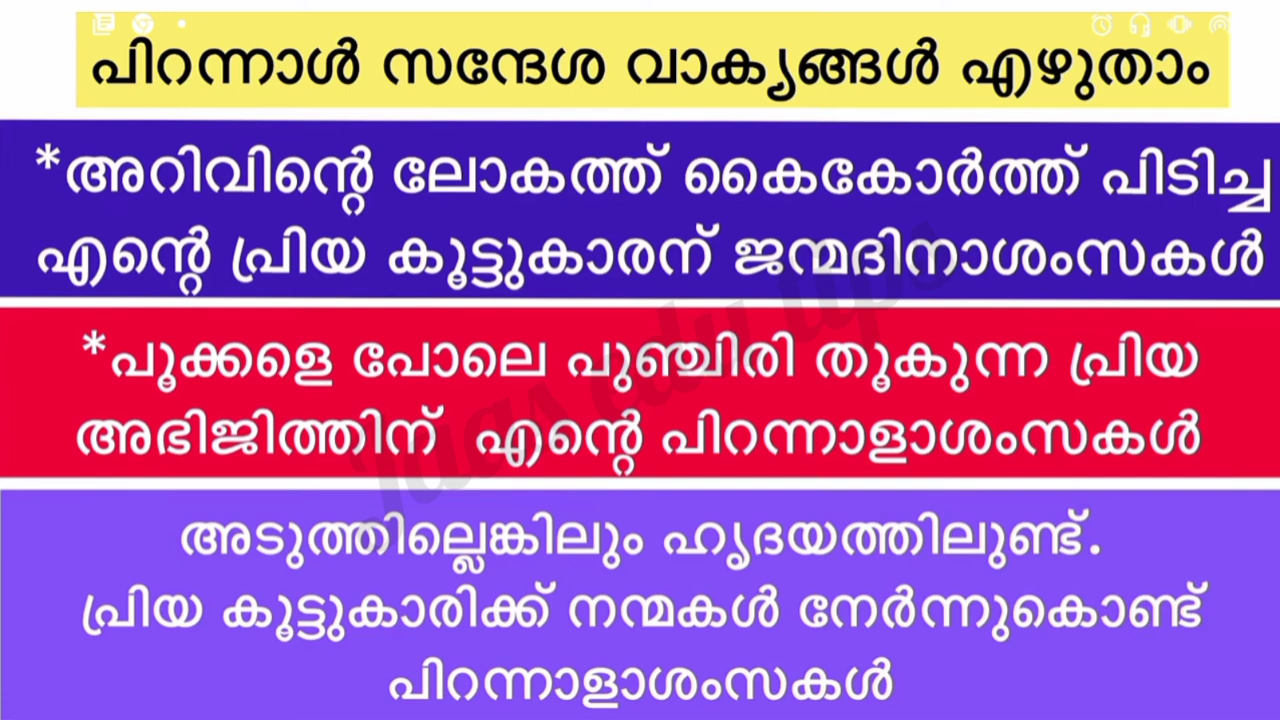 പിറന്നാൾ സന്ദേശ വാക്യങ്ങൾ എഴുതാം
*അറിവിന്റെ ലോകത്ത് കൈകോർത്ത് പിടിച്ച
എന്റെ പ്രിയ കൂട്ടുകാരന് ജന്മദിനാശംസകൾ
*പൂക്കളെ പോലെ പുഞ്ചിരി തൂകുന്ന പ്രിയ
അഭിജിത്തിന് എന്റെ പിറന്നാളാശംസകൾ
അടുത്തില്ലെങ്കിലും ഹൃദയത്തിലുണ്ട്.
പ്രിയ കൂട്ടുകാരിക്ക് നന്മകൾ നേർന്നുകൊണ്ട്
പിറന്നാളാശംസകൾ